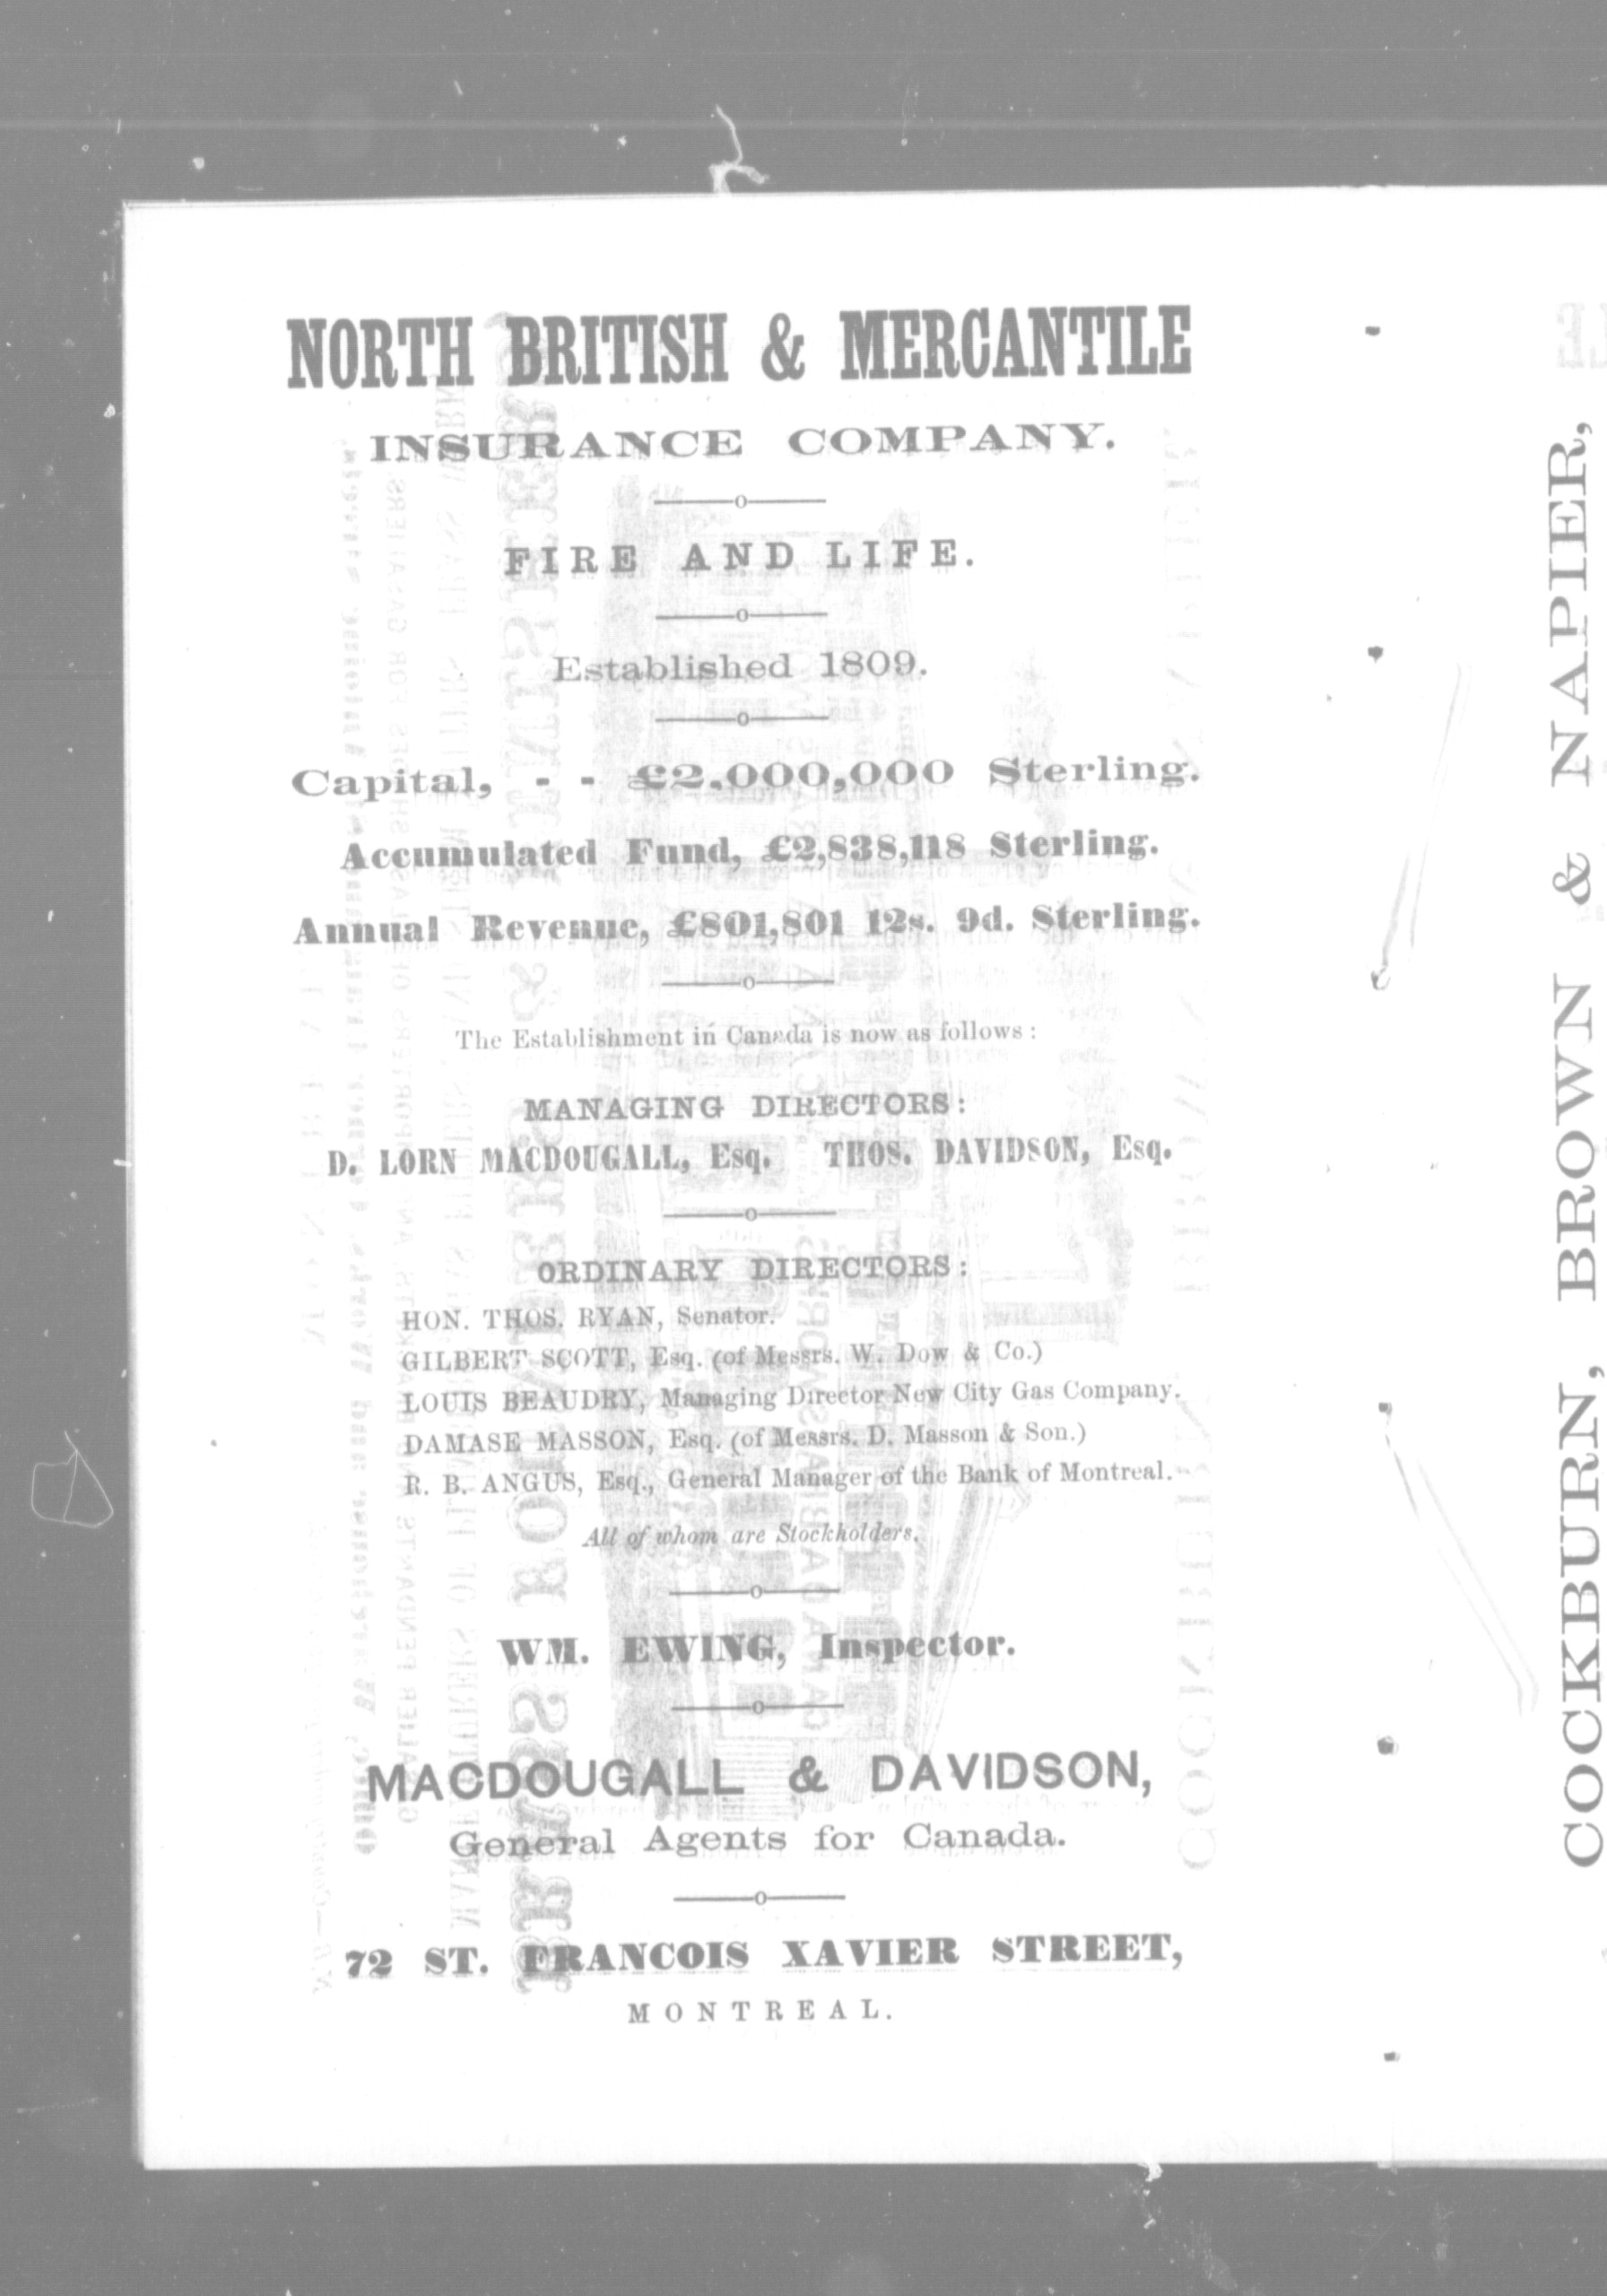 NORTH BRITISH & MERCANTILE
INSURANCE COMPANY.
FIRE AND LIFE.
Established 1809.
Capital, - - £2,000,000 Sterling.
Accumulated Fund, £2,838,118 Sterling.
Annual Revenue, £801,801 12s. 9d. Sterling.
The Establishment in Canada is now as follows :
MANAGING DIRECTORS:
D. LORN MACDOUGALL, Esq. THOS. DAVIDSON, Esq.
ORDINARY DIRECTORS:
HON. THOS. RYAN, Senator.
GILBERT SCOTT, Esq. (of Messrs. W. Dow & Co.)
LOUIS BEAUDRY, Managing Director New City Gas Company.
DAMASE MASSON, Esq. (of Messrs. D. Masson & Son.)
R. B. ANGUS, Esq., General Manager of the Bank of Montreal.
All of whom are Stockholders.
WM. EWING, Inspector.
MACDOUGALL & DAVIDSON,
General Agents for Canada.
72 ST. FRANCOIS XAVIER STREET,
MONTREAL.
COCKBURN, BROWN & NAPIER,